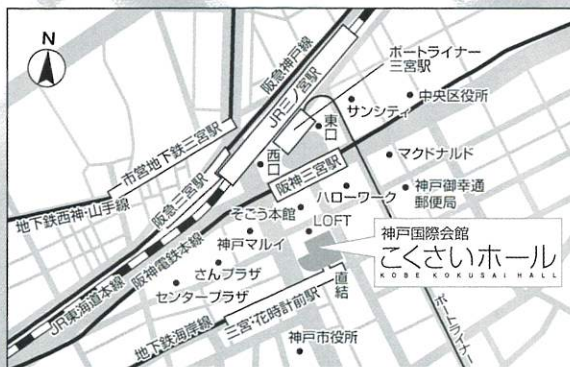 N
阪急神戸線
JR三ノ宮駅
ポートライナー
三宮駅
サンシティ
中央区役所
東口
西口
市営地下鉄三宮駅
阪急三宮駅
阪神三宮駅
マクドナルド
地下鉄西神・山手線
ハローワーク
神戸御幸通
郵便局
そごう本館
LOFT
神戸マルイ
阪神電鉄本線
さんプラザ
センタープラザ
JR東海道本線
神戸国際会館
こくさいホール
KOBE KOKUSAI HALL
直結
三宮・花時計前駅
地下鉄海岸線
ポートライナー
神戸市役所